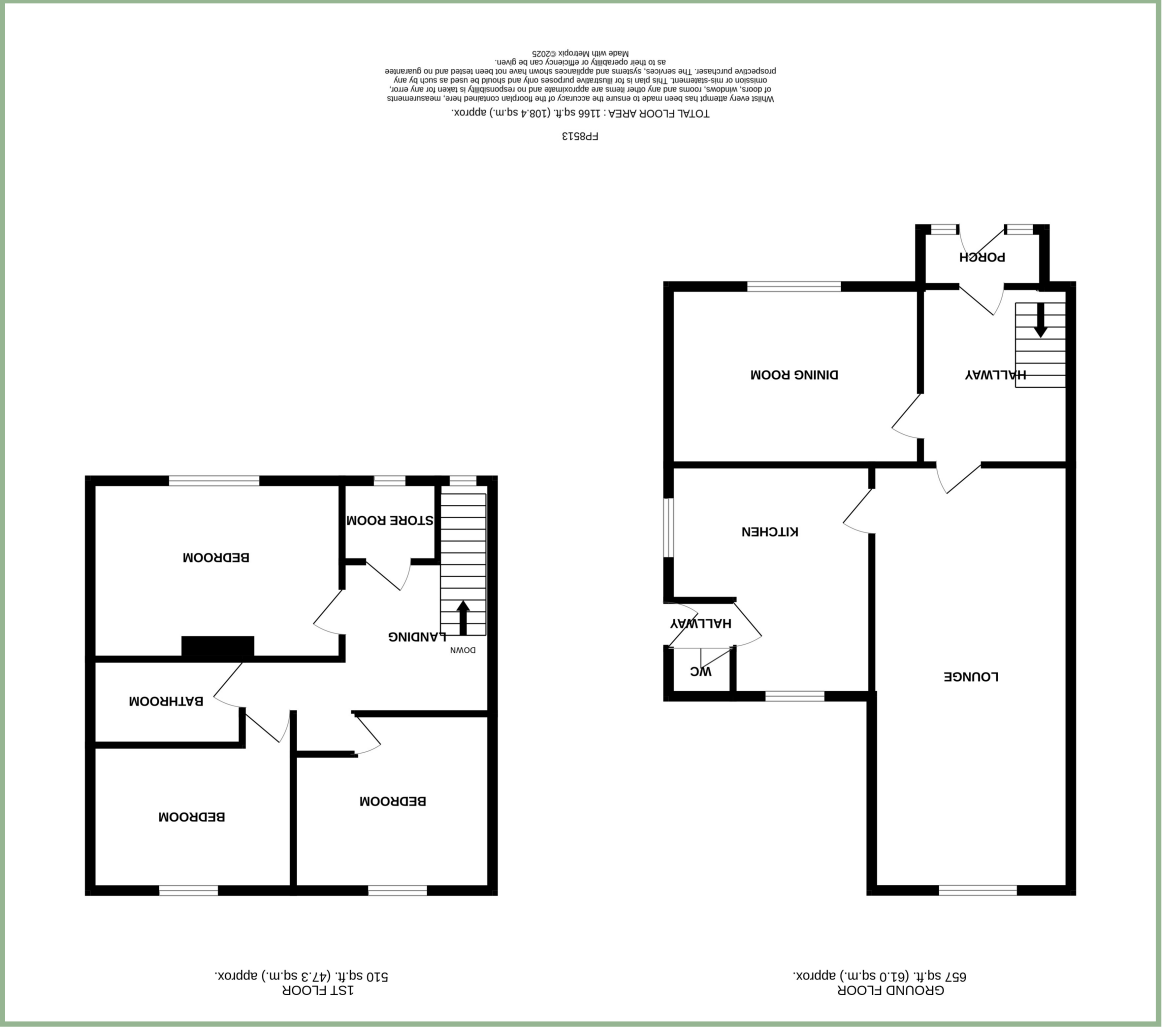 GROUND FLOOR
657 sq.ft. (61.0 sq.m.) approx.
1ST FLOOR
510 sq.ft. (47.3 sq.m.) approx.
LOUNGE
WC
HALLWAY
KITCHEN
HALLWAY
DINING ROOM
PORCH
BEDROOM
BEDROOM
BATHROOM
DOWN
LANDING
BEDROOM
STORE ROOM
FP8513
TOTAL FLOOR AREA : 1166 sq.ft. (108.4 sq.m.) approx.
Whilst every attempt has been made to ensure the accuracy of the floorplan contained here, measurements
of doors, windows, rooms and any other items are approximate and no responsibility is taken for any error,
omission or mis-statement. This plan is for illustrative purposes only and should be used as such by any
prospective purchaser. The services, systems and appliances shown have not been tested and no guarantee
as to their operability or efficiency can be given.
Made with Metropix ©2025